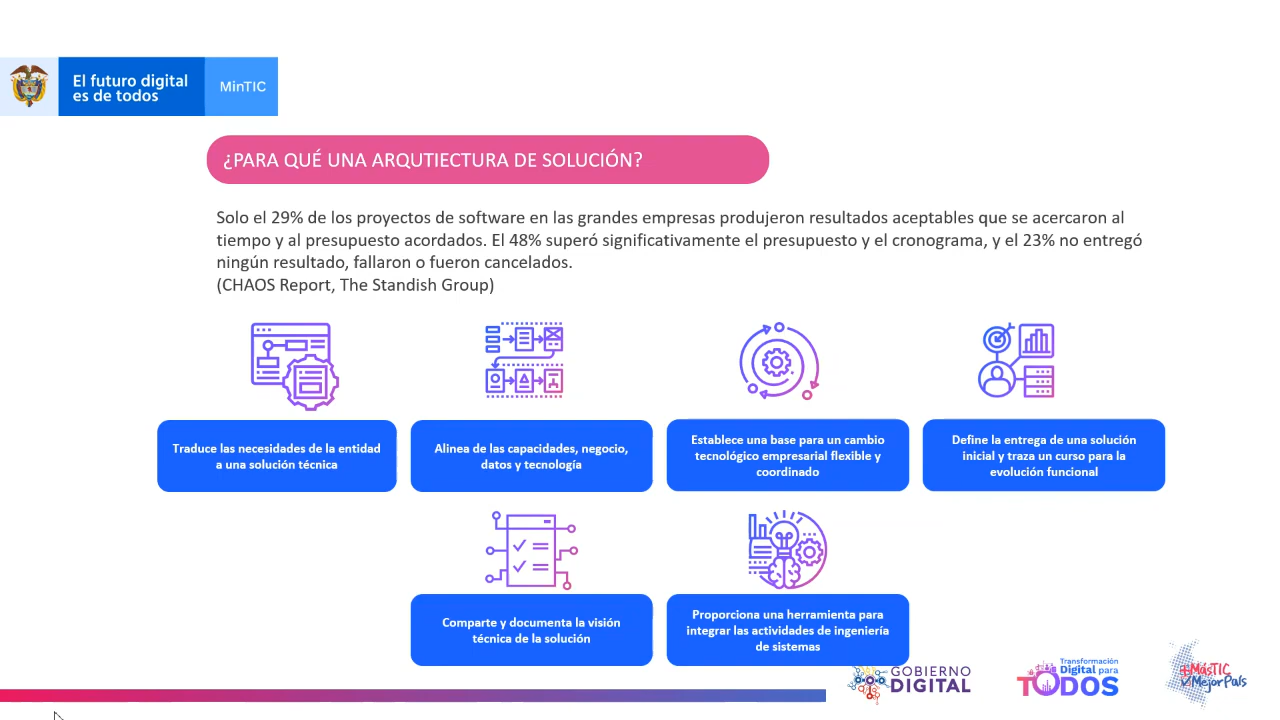 El futuro digital
es de todos
MinTIC
¿PARA QUÉ UNA ARQUTIECTURA DE SOLUCIÓN?
Solo el 29% de los proyectos de software en las grandes empresas produjeron resultados aceptables que se acercaron al
tiempo y al presupuesto acordados. El 48% superó significativamente el presupuesto y el cronograma, y el 23% no entregó
ningún resultado, fallaron o fueron cancelados.
(CHAOS Report, The Standish Group)
Traduce las necesidades de la entidad
a una solución técnica
Alinea de las capacidades, negocio,
datos y tecnología
Establece una base para un cambio
tecnológico empresarial flexible y
coordinado
Define la entrega de una solución
inicial y traza un curso para la
evolución funcional
Comparte y documenta la visión
técnica de la solución
Proporciona una herramienta para
integrar las actividades de ingeniería
de sistemas
GOBIERNO
DIGITAL
Transformación
Digital para
TODOS
+MásTIC
✓MejorPaís